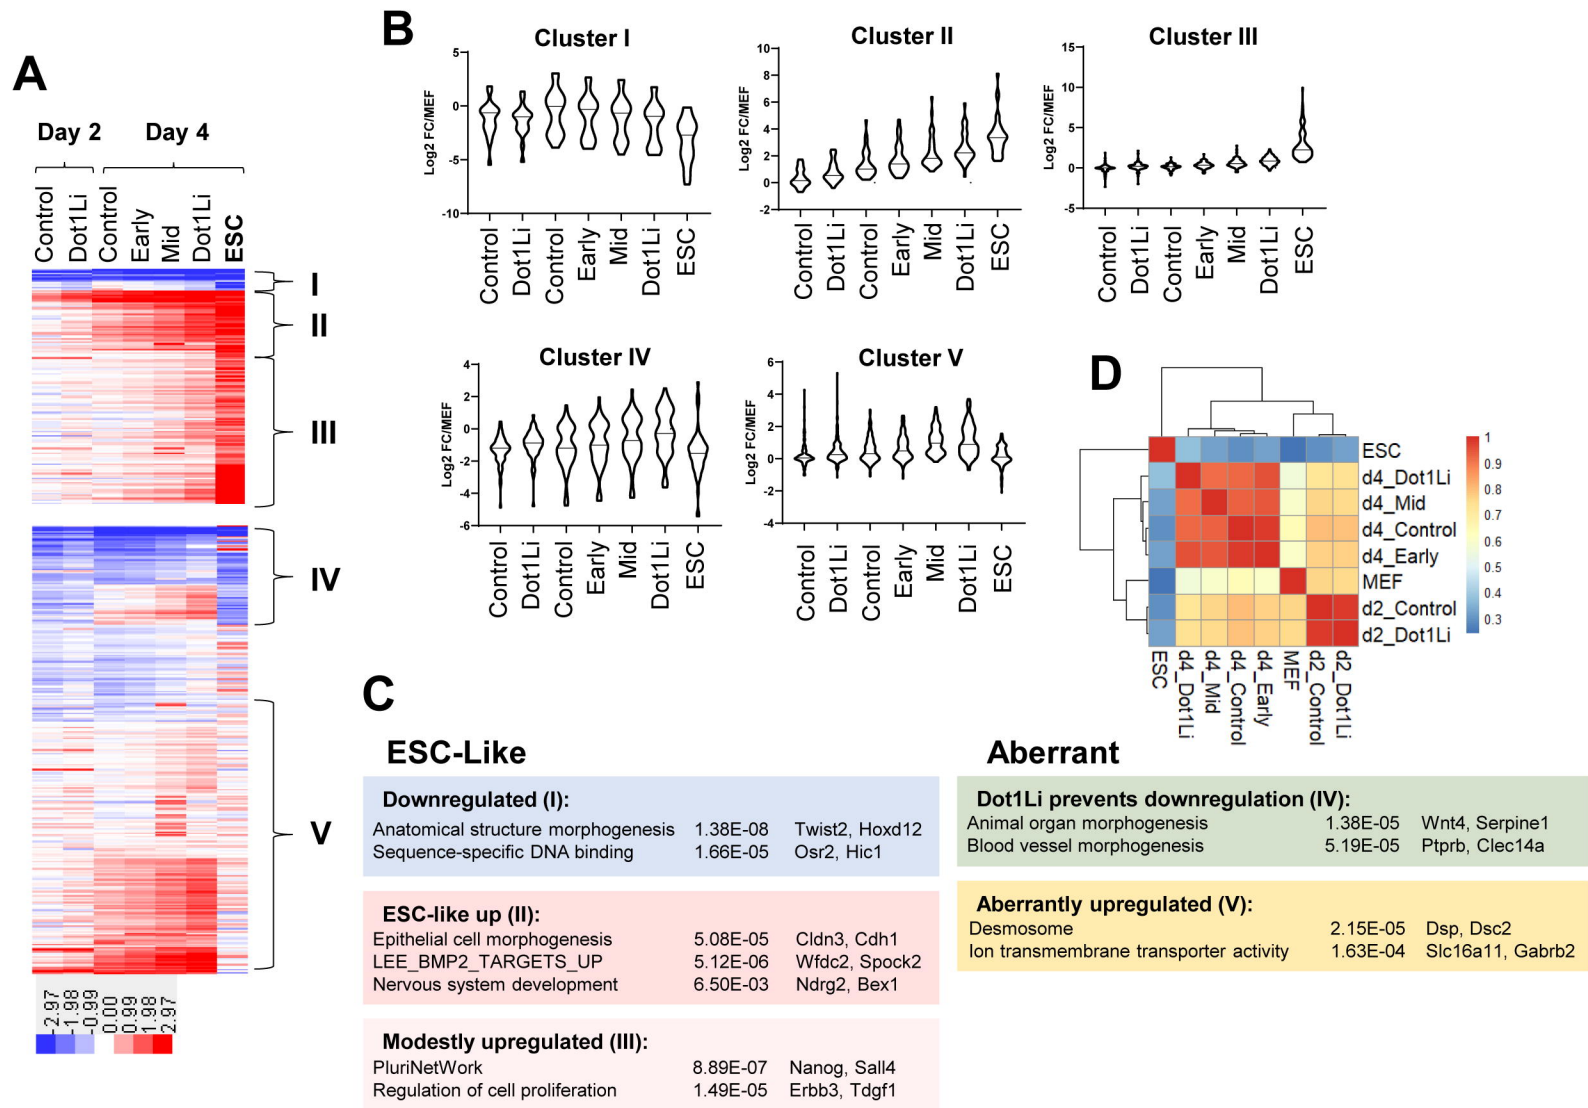 A
Day 2 Day 4
Control Dot1Li Control Early Mid Dot1Li ESC
I
II
III
IV
V
-2.97 -1.98 -0.99 0.00 0.99 1.98 2.97
B
Cluster I
Log2 FC/MEF
5
0
-5
-10
Control Dot1Li Control Early Mid Dot1Li ESC
Cluster II
Log2 FC/MEF
10
8
6
4
2
0
-2
Control Dot1Li Control Early Mid Dot1Li ESC
Cluster III
Log2 FC/MEF
15
10
5
0
-5
Control Dot1Li Control Early Mid Dot1Li ESC
Cluster IV
Log2 FC/MEF
4
2
0
-2
-4
-6
Control Dot1Li Control Early Mid Dot1Li ESC
Cluster V
Log2 FC/MEF
6
4
2
0
-2
-4
Control Dot1Li Control Early Mid Dot1Li ESC
D
ESC
d4_Dot1Li
d4_Mid
d4_Control
d4_Early
MEF
d2_Control
d2_Dot1Li
ESC d4_Dot1Li d4_Mid d4_Control d4_Early MEF d2_Control d2_Dot1Li
1
0.9
0.8
0.7
0.6
0.5
0.4
0.3
C
ESC-Like
Downregulated (I):
Anatomical structure morphogenesis 1.38E-08 Twist2, Hoxd12
Sequence-specific DNA binding 1.66E-05 Osr2, Hic1
ESC-like up (II):
Epithelial cell morphogenesis 5.08E-05 Cldn3, Cdh1
LEE_BMP2_TARGETS_UP 5.12E-06 Wfdc2, Spock2
Nervous system development 6.50E-03 Ndrg2, Bex1
Modestly upregulated (III):
PluriNetWork 8.89E-07 Nanog, Sall4
Regulation of cell proliferation 1.49E-05 Erbb3, Tdgf1
Aberrant
Dot1Li prevents downregulation (IV):
Animal organ morphogenesis 1.38E-05 Wnt4, Serpine1
Blood vessel morphogenesis 5.19E-05 Ptprb, Clec14a
Aberrantly upregulated (V):
Desmosome 2.15E-05 Dsp, Dsc2
Ion transmembrane transporter activity 1.63E-04 Slc16a11, Gabrb2